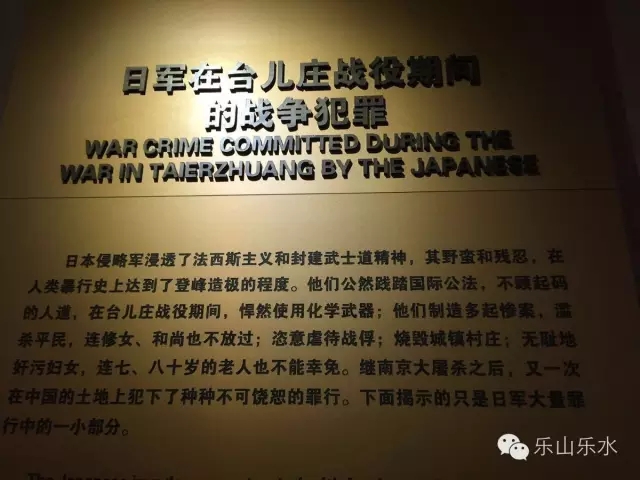 日军在台儿庄战役期间
的战争犯罪
WAR CRIME COMMITTED DURING THE
WAR IN TAIERZHUANG BY THE JAPANESE
日本侵略军浸透了法西斯主义和封建武士道精神，其野蛮和残忍，在
人类暴行史上达到了登峰造极的程度。他们公然践踏国际公法，不顾起码
的人道，在台儿庄战役期间，悍然使用化学武器；他们制造多起惨案，滥
杀平民，连修女、和尚也不放过；恣意虐待战俘；烧毁城镇村庄；无耻地
奸污妇女，连七、八十岁的老人也不能幸免。继南京大屠杀之后，又一次
在中国的土地上犯下了种种不可饶恕的罪行。下面揭示的只是日军大量罪
行中的一小部分。
乐山乐水